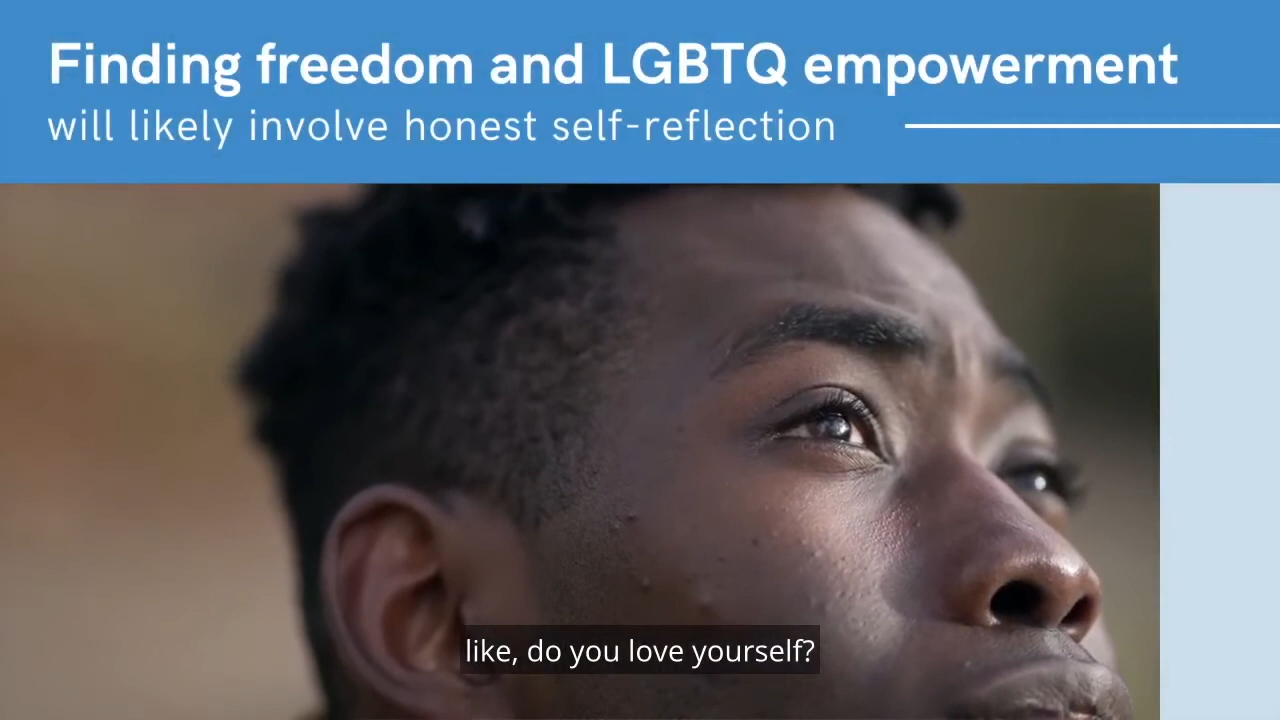 Finding freedom and LGBTQ empowerment
will likely involve honest self-reflection
like, do you love yourself?